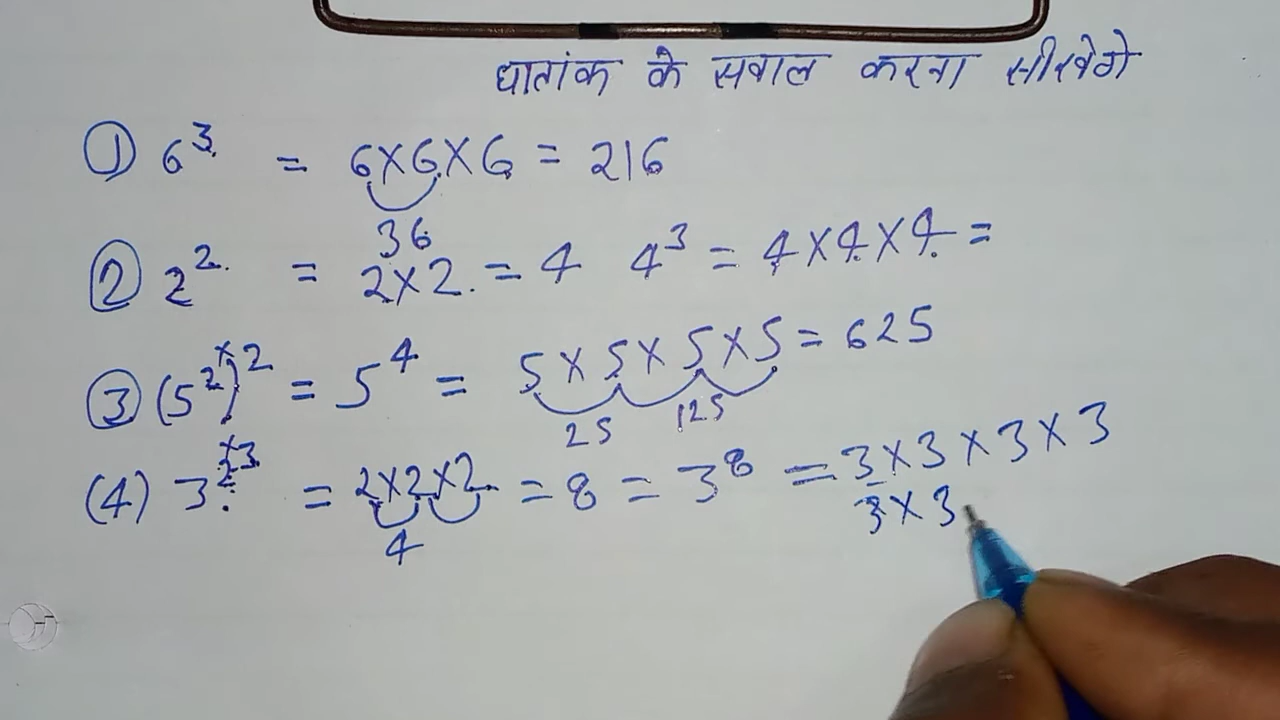 घातांक के सवाल करना सीखेगे
① 6³ = 6×6×6 = 216
36
② 2² = 2×2 = 4 4³ = 4×4×4 =
③ (5²)^×2 = 5⁴ = 5×5×5×5 = 625
25 125
(4) 3^2^×3 = 2×2×2 = 8 = 3⁸ = 3×3×3×3
4 3×3